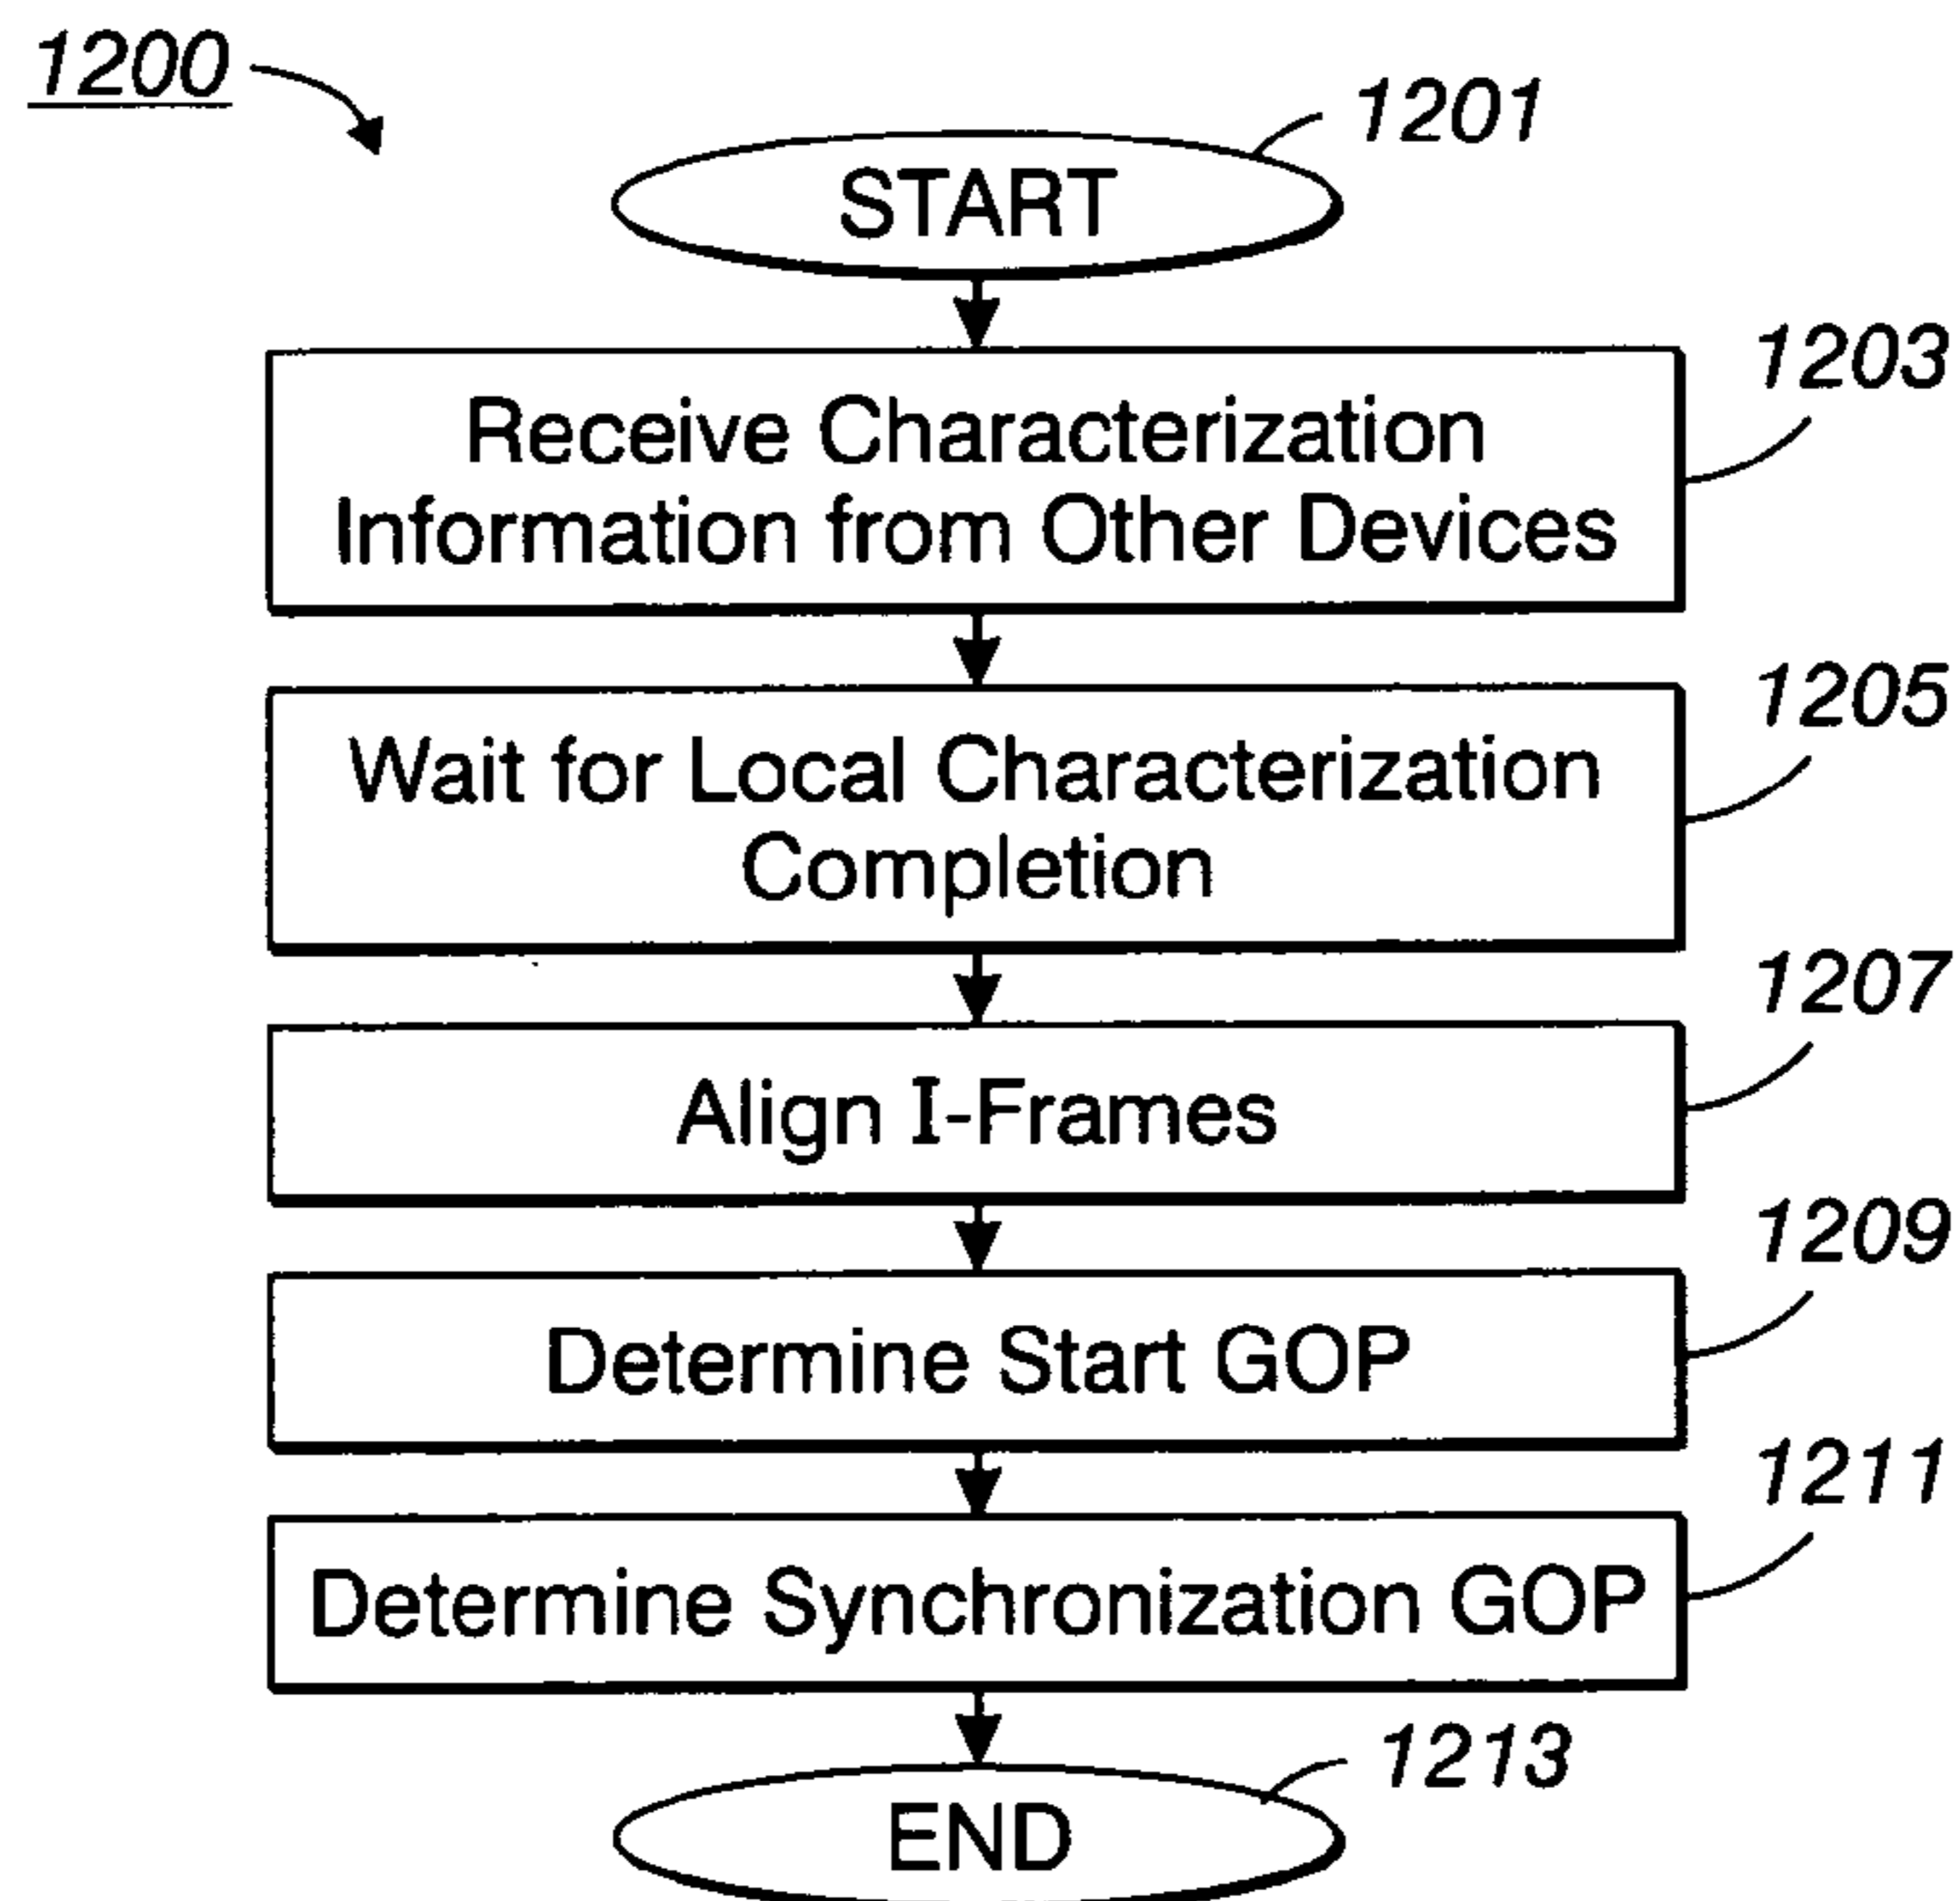 1200
1201
START
1203
Receive Characterization
Information from Other Devices
1205
Wait for Local Characterization
Completion
1207
Align I-Frames
1209
Determine Start GOP
1211
Determine Synchronization GOP
1213
END